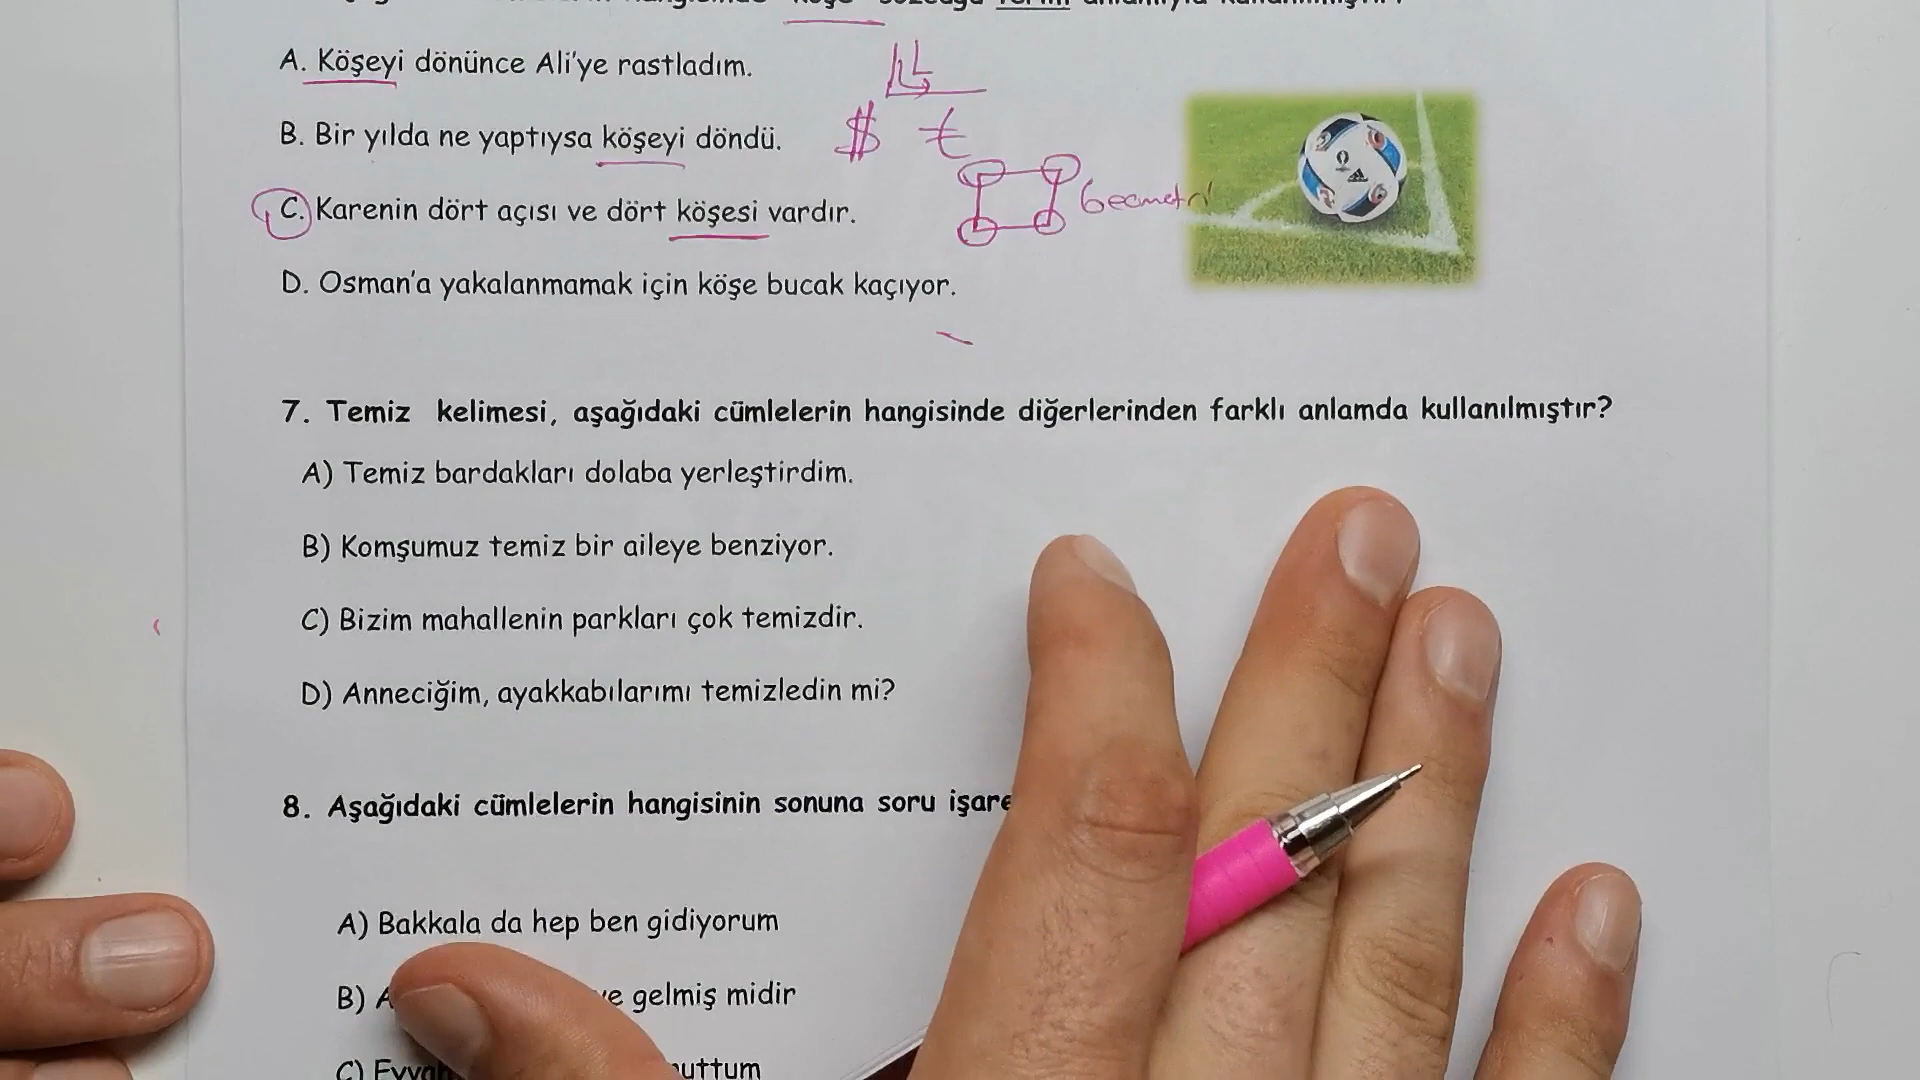 köşe
A. Köşeyi dönünce Ali'ye rastladım.
B. Bir yılda ne yaptıysa köşeyi döndü.
$ ₺
C. Karenin dört açısı ve dört köşesi vardır.
Geometri
D. Osman'a yakalanmamak için köşe bucak kaçıyor.
7. Temiz kelimesi, aşağıdaki cümlelerin hangisinde diğerlerinden farklı anlamda kullanılmıştır?
A) Temiz bardakları dolaba yerleştirdim.
B) Komşumuz temiz bir aileye benziyor.
C) Bizim mahallenin parkları çok temizdir.
D) Anneciğim, ayakkabılarımı temizledin mi?
8. Aşağıdaki cümlelerin hangisinin sonuna soru
A) Bakkala da hep ben gidiyorum
B) gelmiş midir
C)